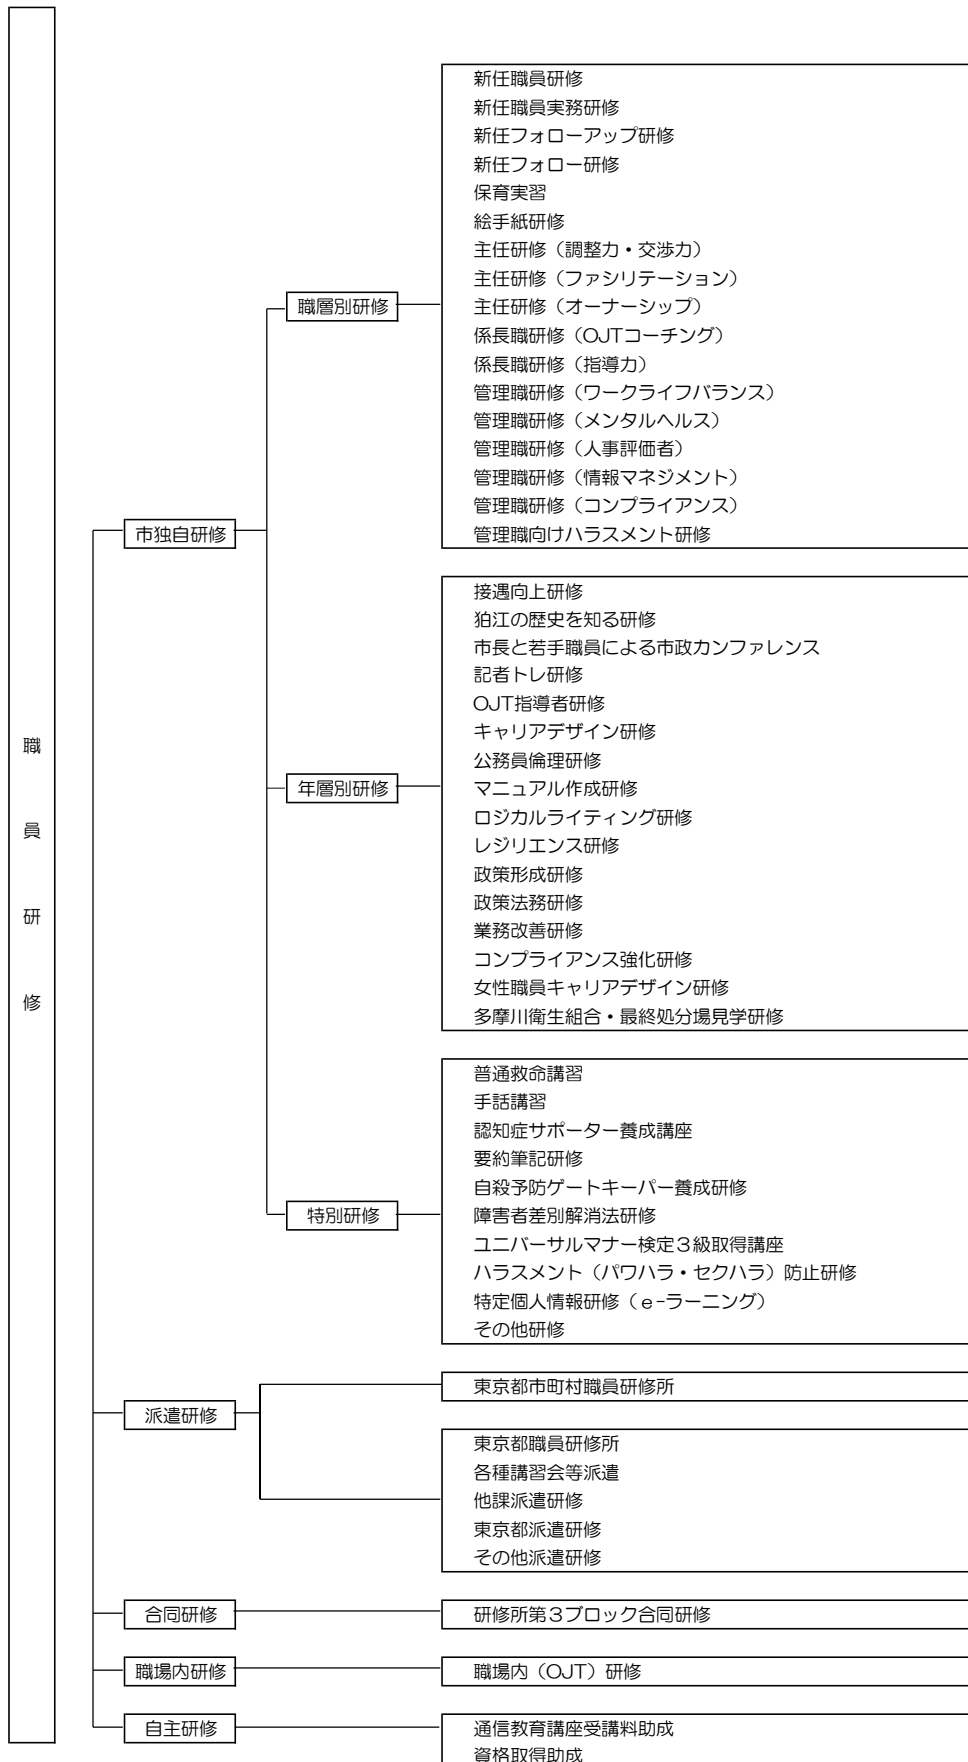 職員研修
市独自研修
職層別研修
新任職員研修
新任職員実務研修
新任フォローアップ研修
新任フォロー研修
保育実習
絵手紙研修
主任研修（調整力・交渉力）
主任研修（ファシリテーション）
主任研修（オーナーシップ）
係長職研修（OJTコーチング）
係長職研修（指導力）
管理職研修（ワークライフバランス）
管理職研修（メンタルヘルス）
管理職研修（人事評価者）
管理職研修（情報マネジメント）
管理職研修（コンプライアンス）
管理職向けハラスメント研修
年層別研修
接遇向上研修
狛江の歴史を知る研修
市長と若手職員による市政カンファレンス
記者トレ研修
OJT指導者研修
キャリアデザイン研修
公務員倫理研修
マニュアル作成研修
ロジカルライティング研修
レジリエンス研修
政策形成研修
政策法務研修
業務改善研修
コンプライアンス強化研修
女性職員キャリアデザイン研修
多摩川衛生組合・最終処分場見学研修
特別研修
普通救命講習
手話講習
認知症サポーター養成講座
要約筆記研修
自殺予防ゲートキーパー養成研修
障害者差別解消法研修
ユニバーサルマナー検定３級取得講座
ハラスメント（パワハラ・セクハラ）防止研修
特定個人情報研修（ｅ-ラーニング）
その他研修
派遣研修
東京都市町村職員研修所
東京都職員研修所
各種講習会等派遣
他課派遣研修
東京都派遣研修
その他派遣研修
合同研修
研修所第３ブロック合同研修
職場内研修
職場内（OJT）研修
自主研修
通信教育講座受講料助成
資格取得助成